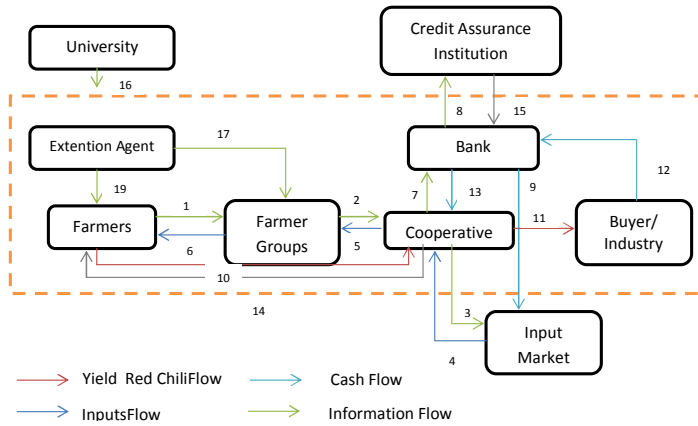 University
Credit Assurance
Institution
16
8
15
17
Extention Agent
Bank
12
19
7
13
9
1
2
Farmers
Farmer
Groups
Cooperative
11
Buyer/
Industry
6
5
10
14
3
4
Input
Market
Yield Red ChiliFlow
Cash Flow
InputsFlow
Information Flow